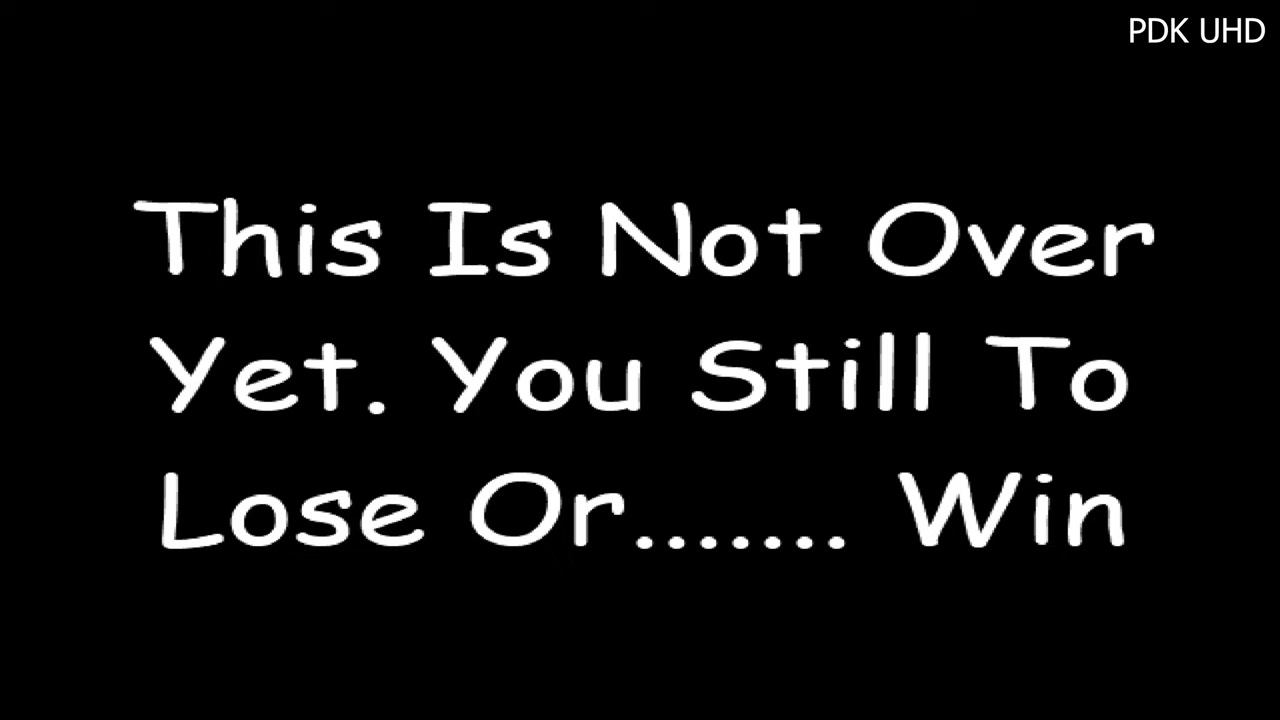 PDK UHD
This Is Not Over
Yet. You Still To
Lose Or....... Win